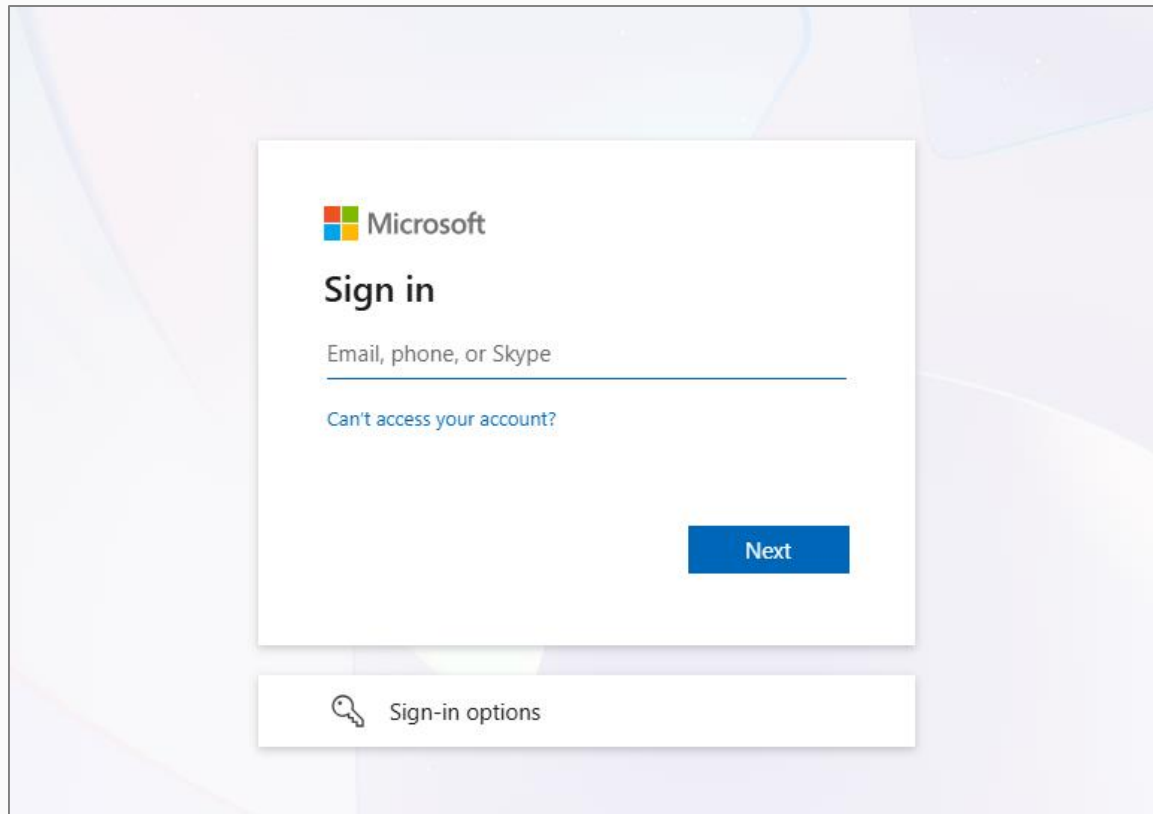 Microsoft
Sign in
Email, phone, or Skype
Can't access your account?
Next
Sign-in options